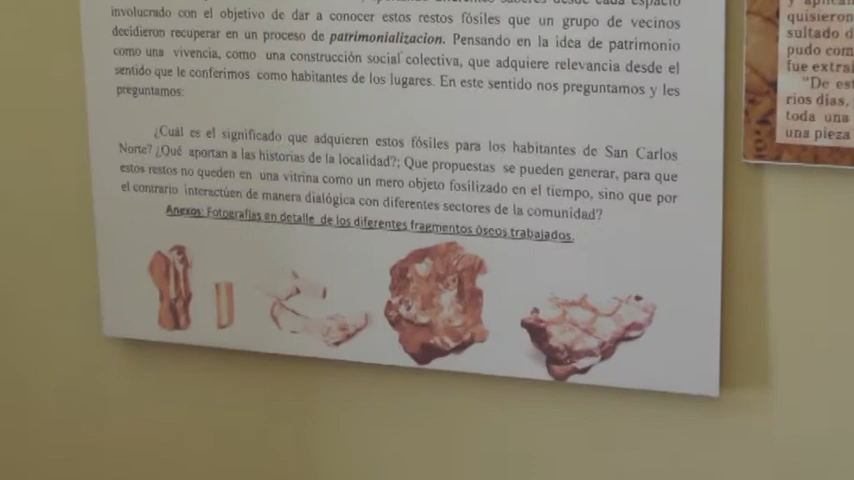 saberes desde cada espacio
involucrado con el objetivo de dar a conocer estos restos fósiles que un grupo de vecinos
decidieron recuperar en un proceso de patrimonializacion. Pensando en la idea de patrimonio
como una vivencia, como una construcción social colectiva, que adquiere relevancia desde el
sentido que le conferimos como habitantes de los lugares. En este sentido nos preguntamos y les
preguntamos:
¿Cuál es el significado que adquieren estos fósiles para los habitantes de San Carlos
Norte? ¿Qué aportan a las historias de la localidad?; Que propuestas se pueden generar, para que
estos restos no queden en una vitrina como un mero objeto fosilizado en el tiempo, sino que por
el contrario interactúen de manera dialógica con diferentes sectores de la comunidad?
Anexos: Fotografías en detalle de los diferentes fragmentos óseos trabajados.
quisieron
sultado d
pudo com
fue extraí
"De est
rios días,
toda una
una pieza